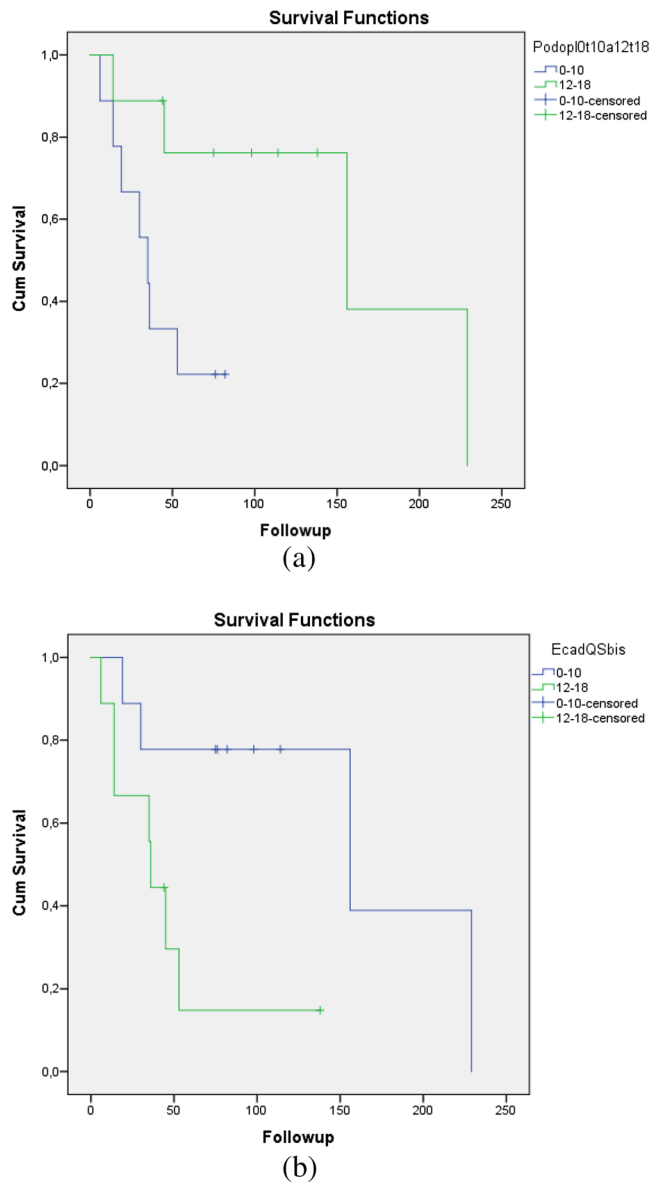 Survival Functions
Podopl0t10a12t18
0-10
12-18
0-10-censored
12-18-censored
1,0
0,8
0,6
0,4
0,2
0,0
Cum Survival
0 50 100 150 200 250
Followup
(a)
Survival Functions
EcadQSbis
0-10
12-18
0-10-censored
12-18-censored
1,0
0,8
0,6
0,4
0,2
0,0
Cum Survival
0 50 100 150 200 250
Followup
(b)